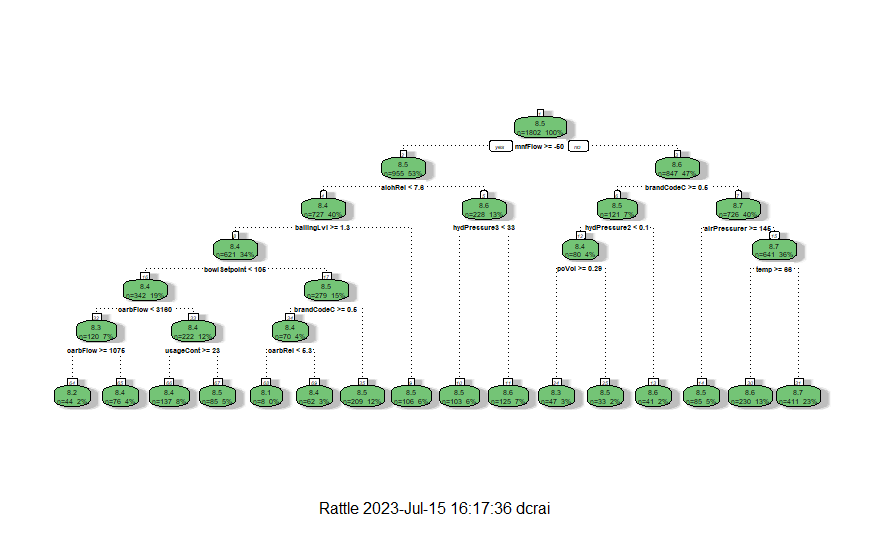 8.5
n=1802 100%
yes mnfFlow >= -50 no
8.5
n=955 53%
8.6
n=847 47%
alchRel < 7.6
brandCodeC >= 0.5
8.4
n=727 40%
8.6
n=228 13%
8.5
n=121 7%
8.7
n=726 40%
ballingLvl >= 1.3
hydPressure3 < 33
hydPressure2 < 0.1
airPressurer >= 145
8.4
n=621 34%
8.4
n=80 4%
8.7
n=641 36%
bowlSetpoint < 105
pcVol >= 0.29
temp >= 66
8.4
n=342 19%
8.5
n=279 15%
carbFlow < 3160
brandCodeC >= 0.5
8.3
n=120 7%
8.4
n=222 12%
8.4
n=70 4%
carbFlow >= 1075
usageCont >= 23
carbRel < 5.3
8.2 8.4 8.4 8.5 8.1 8.4 8.5 8.5 8.5 8.6 8.3 8.5 8.6 8.5 8.6 8.7
n=44 2% n=76 4% n=137 8% n=85 5% n=8 0% n=62 3% n=209 12% n=106 6% n=103 6% n=125 7% n=47 3% n=33 2% n=41 2% n=85 5% n=230 13% n=411 23%
Rattle 2023-Jul-15 16:17:36 dcrai